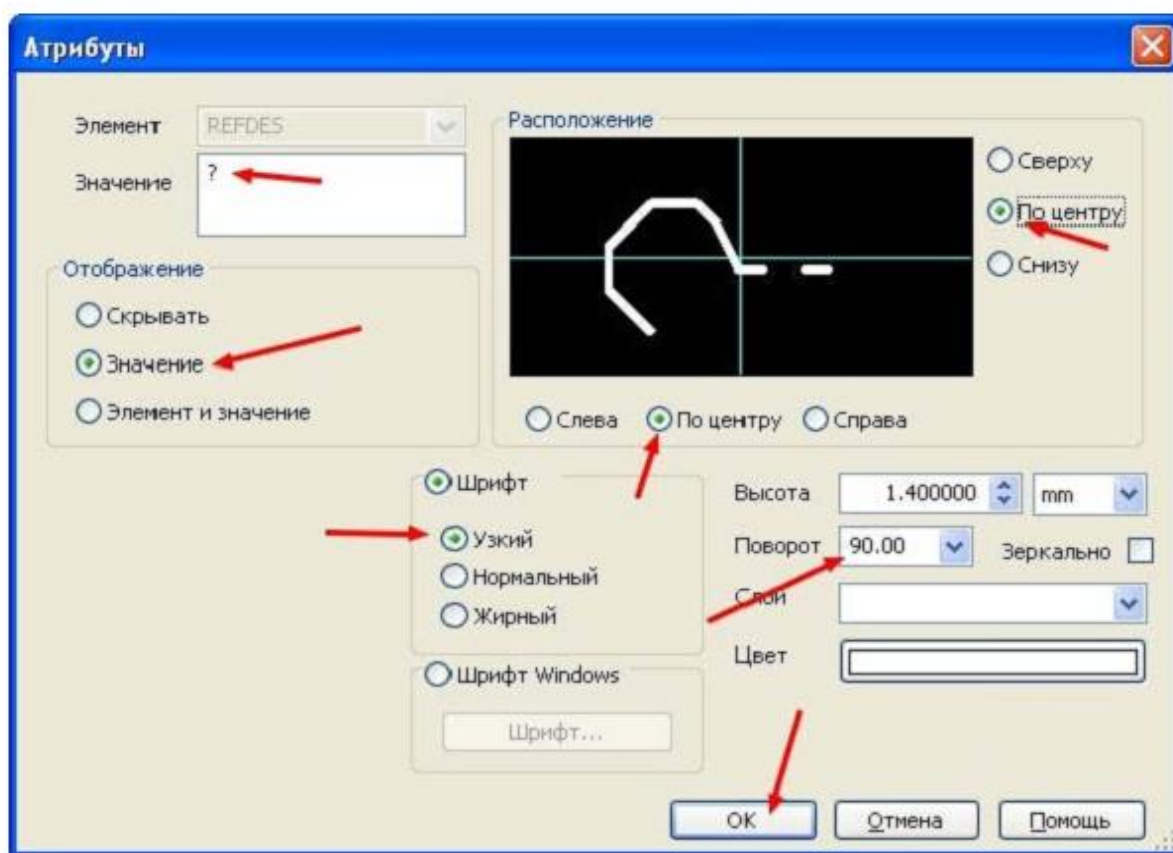 Атрибуты
Элемент REFDES
Значение ?
Отображение
Скрывать
Значение
Элемент и значение
Расположение
Сверху
По центру
Снизу
Слева По центру Справа
Шрифт
Узкий
Нормальный
Жирный
Шрифт Windows
Шрифт...
Высота 1.400000 mm
Поворот 90.00 Зеркально
Слой
Цвет
OK Отмена Помощь